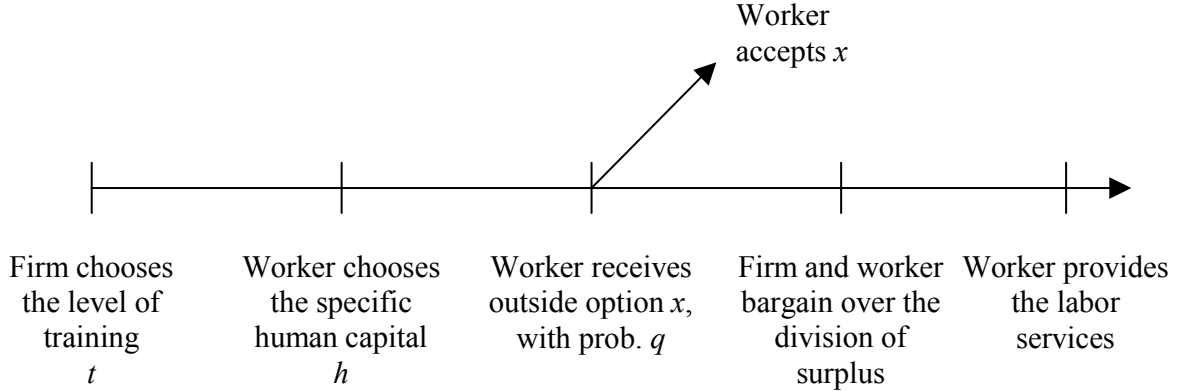 Worker
accepts x
Firm chooses
the level of
training
t
Worker chooses
the specific
human capital
h
Worker receives
outside option x,
with prob. q
Firm and worker
bargain over the
division of
surplus
Worker provides
the labor
services